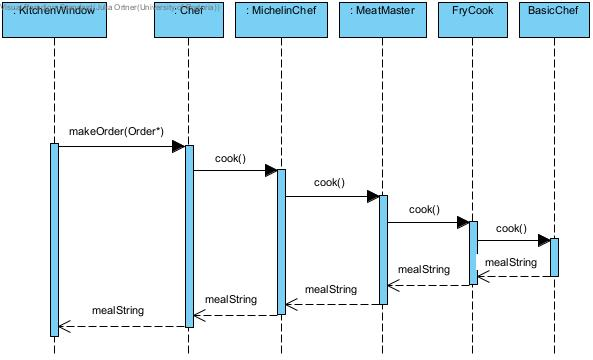 : KitchenWindow
: Chef
: MichelinChef
: MeatMaster
FryCook
BasicChef
makeOrder(Order*)
cook()
cook()
cook()
cook()
mealString
mealString
mealString
mealString
mealString